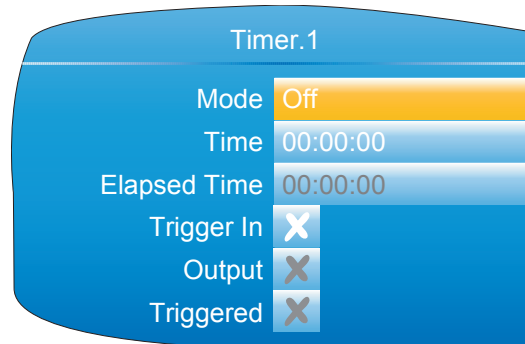 Timer.1
Mode Off
Time 00:00:00
Elapsed Time 00:00:00
Trigger In
Output
Triggered